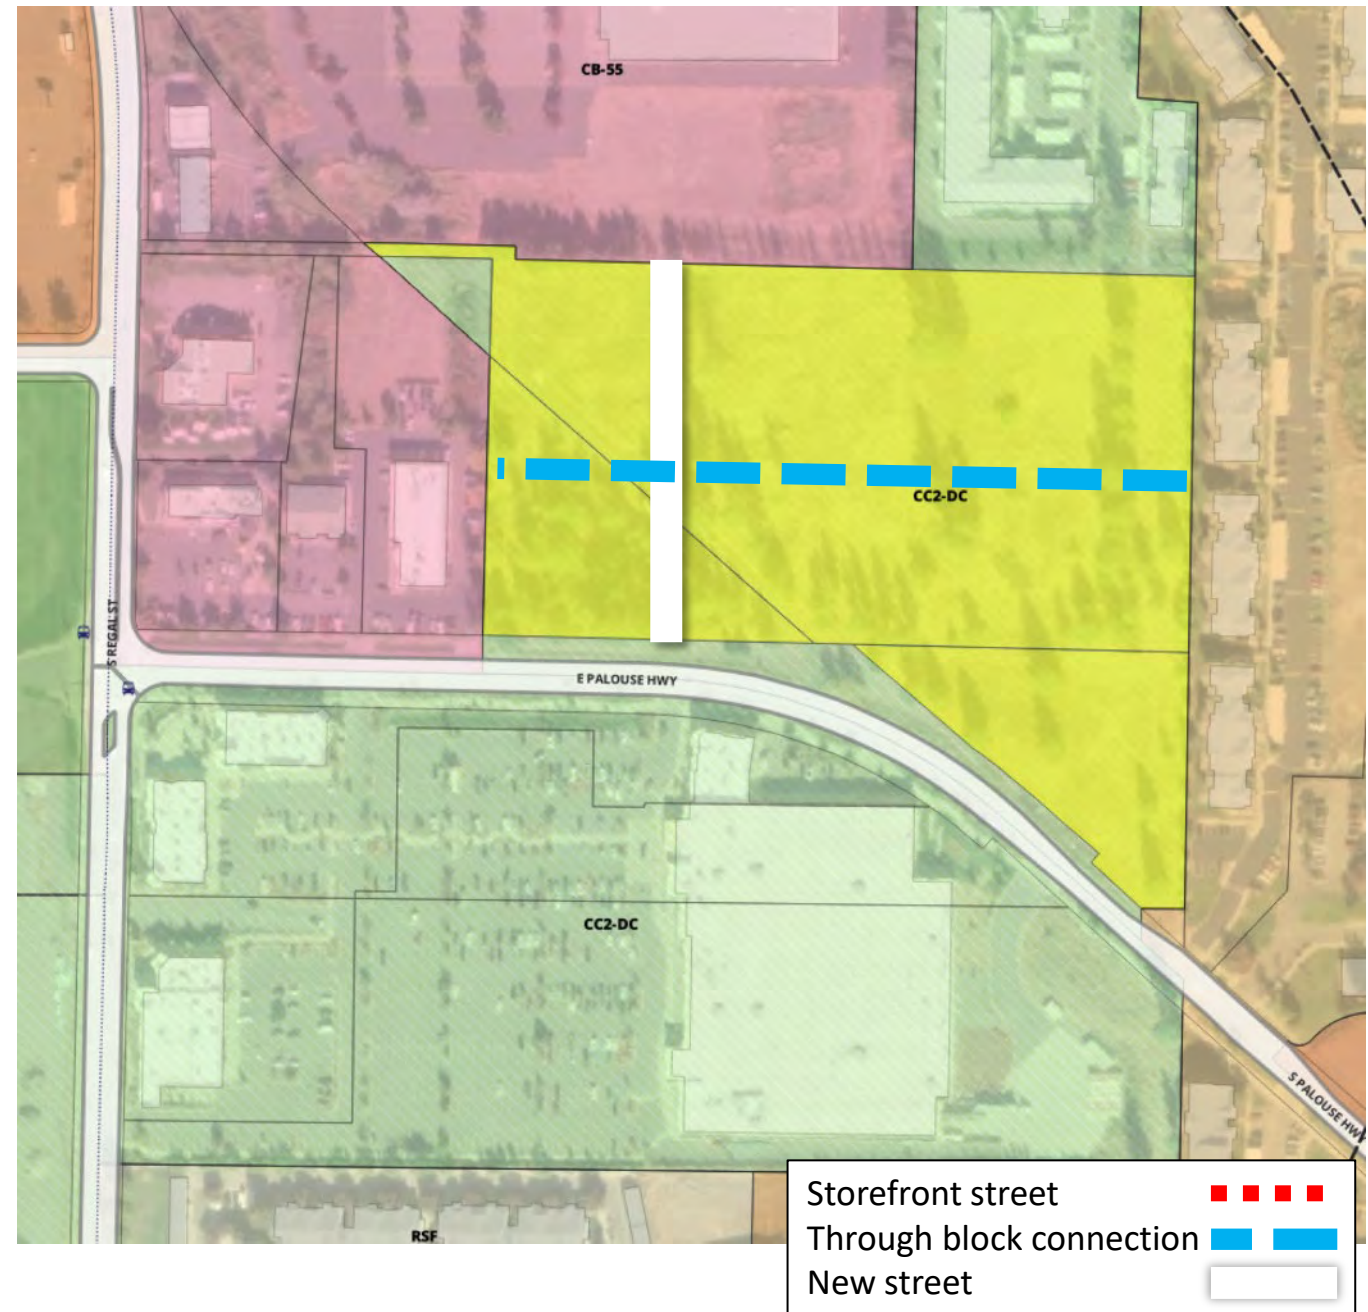 CB-55
CC2-DC
S REGAL ST
E PALOUSE HWY
CC2-DC
S PALOUSE HWY
RSF
Storefront street
Through block connection
New street